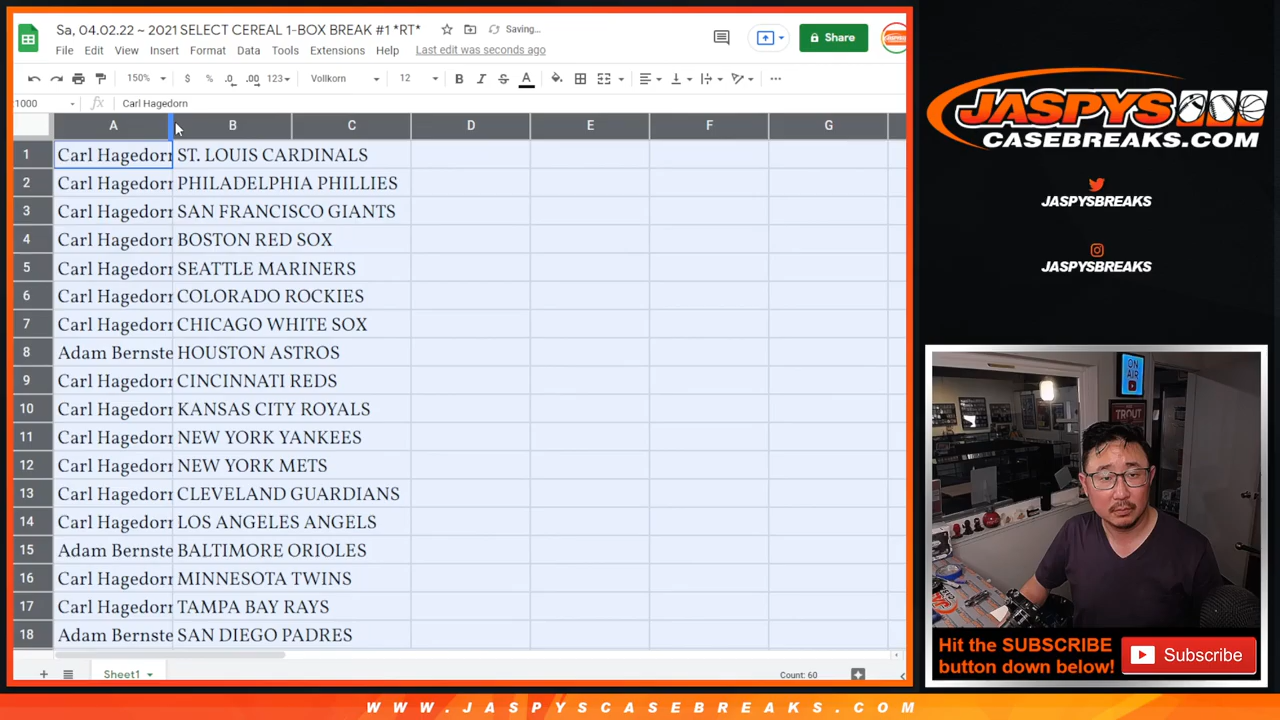 Sa, 04.02.22 ~ 2021 SELECT CEREAL 1-BOX BREAK #1 *RT*
Saving...
File Edit View Insert Format Data Tools Extensions Help Last edit was seconds ago
Share
150% $ % .0 .00 123 Vollkorn 12 B I S A
1000 fx Carl Hagedorn
A B C D E F G
1 Carl Hagedorn ST. LOUIS CARDINALS
2 Carl Hagedorn PHILADELPHIA PHILLIES
3 Carl Hagedorn SAN FRANCISCO GIANTS
4 Carl Hagedorn BOSTON RED SOX
5 Carl Hagedorn SEATTLE MARINERS
6 Carl Hagedorn COLORADO ROCKIES
7 Carl Hagedorn CHICAGO WHITE SOX
8 Adam Bernste HOUSTON ASTROS
9 Carl Hagedorn CINCINNATI REDS
10 Carl Hagedorn KANSAS CITY ROYALS
11 Carl Hagedorn NEW YORK YANKEES
12 Carl Hagedorn NEW YORK METS
13 Carl Hagedorn CLEVELAND GUARDIANS
14 Carl Hagedorn LOS ANGELES ANGELS
15 Adam Bernste BALTIMORE ORIOLES
16 Carl Hagedorn MINNESOTA TWINS
17 Carl Hagedorn TAMPA BAY RAYS
18 Adam Bernste SAN DIEGO PADRES
Sheet1
Count: 60
JASPYS
CASEBREAKS.COM
JASPYSBREAKS
JASPYSBREAKS
ON
AIR
TROUT
Hit the SUBSCRIBE
button down below!
Subscribe
WWW.JASPYSCASEBREAKS.COM